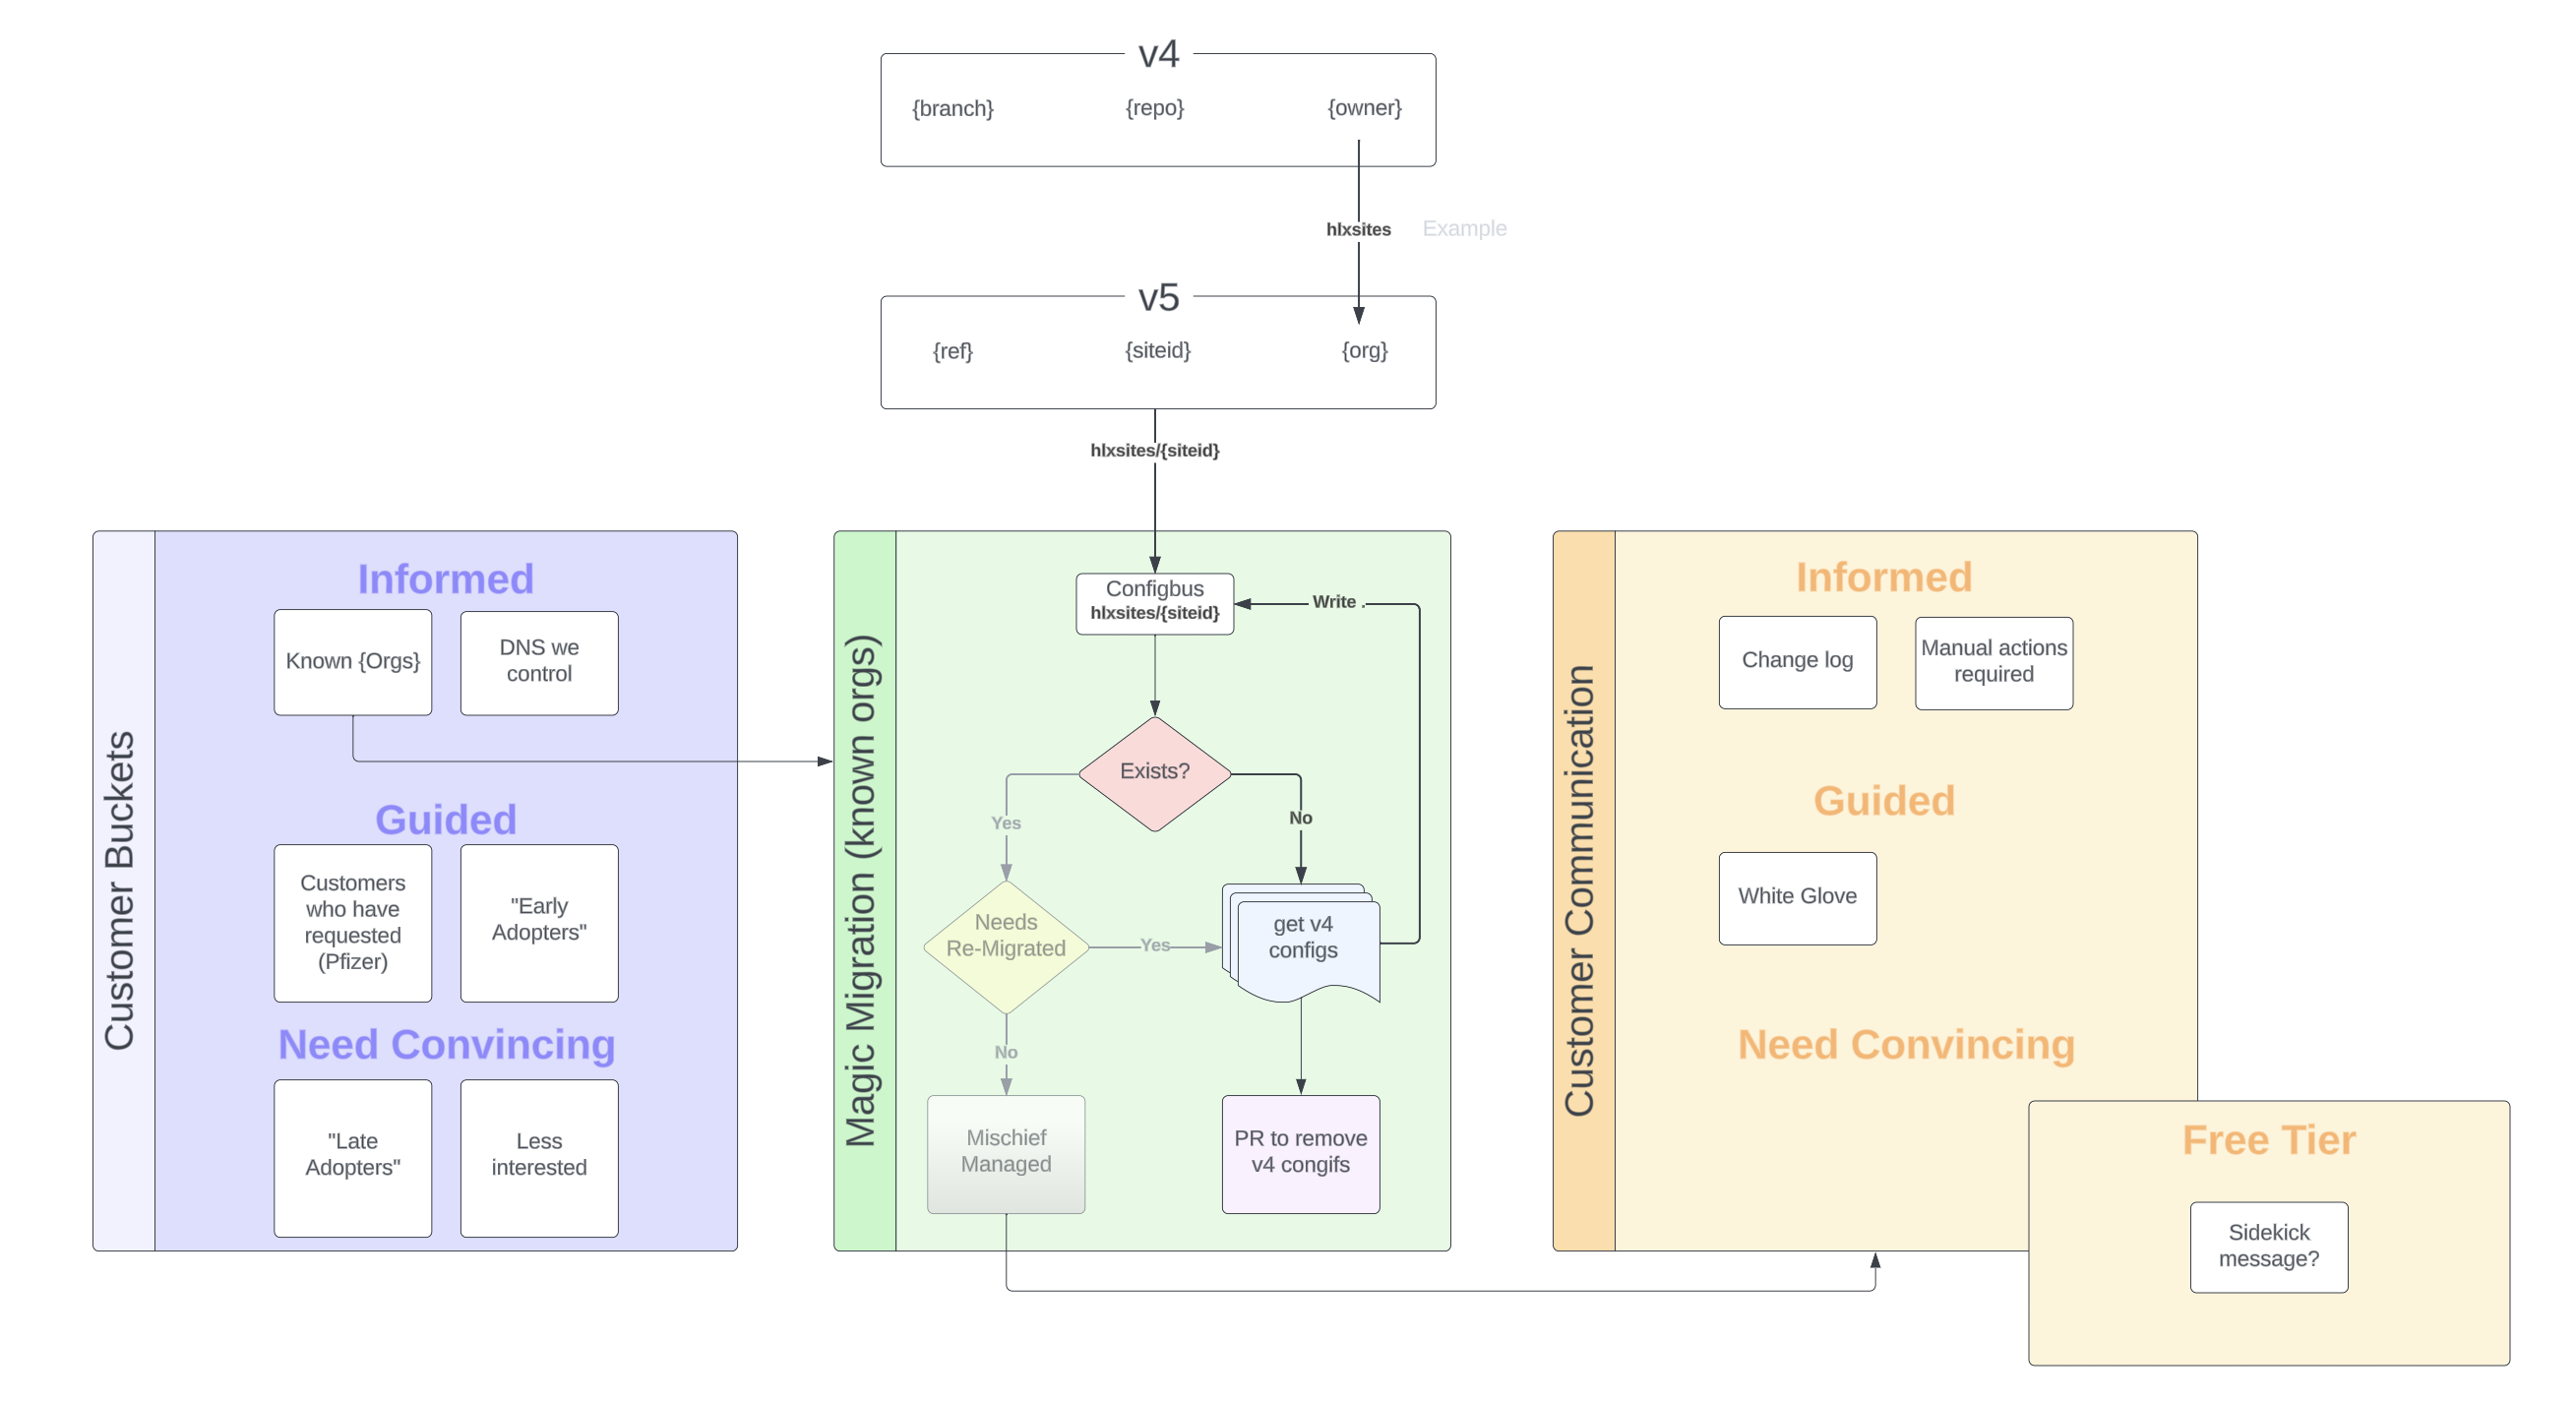 v4
{branch}
{repo}
{owner}
hlxsites
Example
v5
{ref}
{siteid}
{org}
hlxsites/{siteid}
Customer Buckets
Informed
Known {Orgs}
DNS we
control
Guided
Customers
who have
requested
(Pfizer)
"Early
Adopters"
Need Convincing
"Late
Adopters"
Less
interested
Magic Migration (known orgs)
Configbus
hlxsites/{siteid}
Write .
Exists?
Yes
No
Needs
Re-Migrated
Yes
get v4
configs
No
Mischief
Managed
PR to remove
v4 congifs
Customer Communication
Informed
Change log
Manual actions
required
Guided
White Glove
Need Convincing
Free Tier
Sidekick
message?